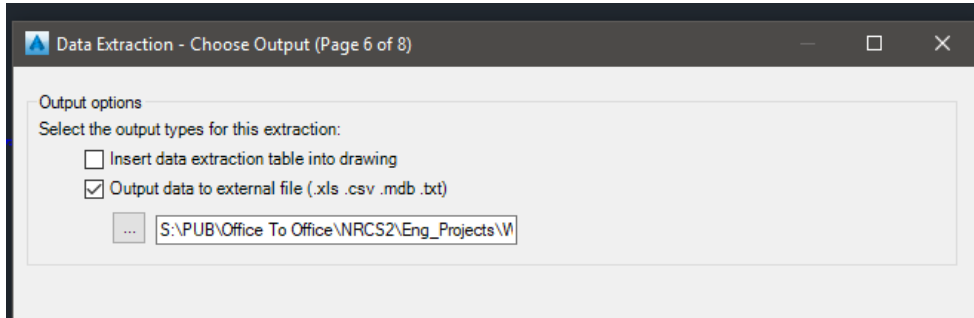 Data Extraction - Choose Output (Page 6 of 8)
Output options
Select the output types for this extraction:
Insert data extraction table into drawing
Output data to external file (.xls .csv .mdb .txt)
... S:\PUB\Office To Office\NRCS2\Eng_Projects\